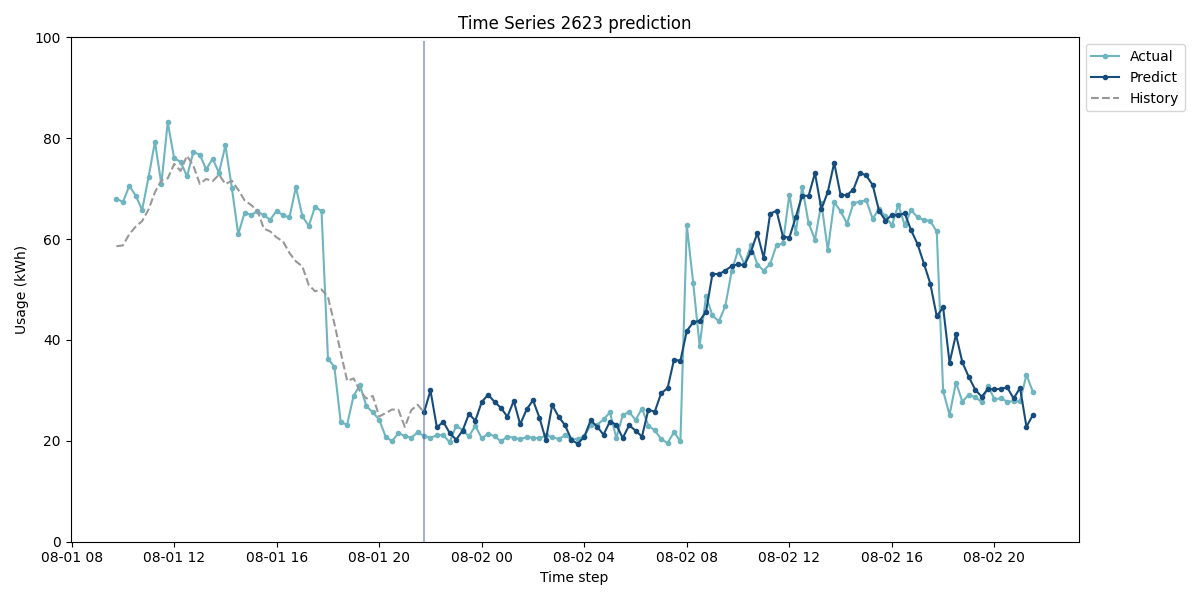 Time Series 2623 prediction
Usage (kWh)
100
80
60
40
20
0
08-01 08
08-01 12
08-01 16
08-01 20
08-02 00
08-02 04
08-02 08
08-02 12
08-02 16
08-02 20
Time step
Actual
Predict
History